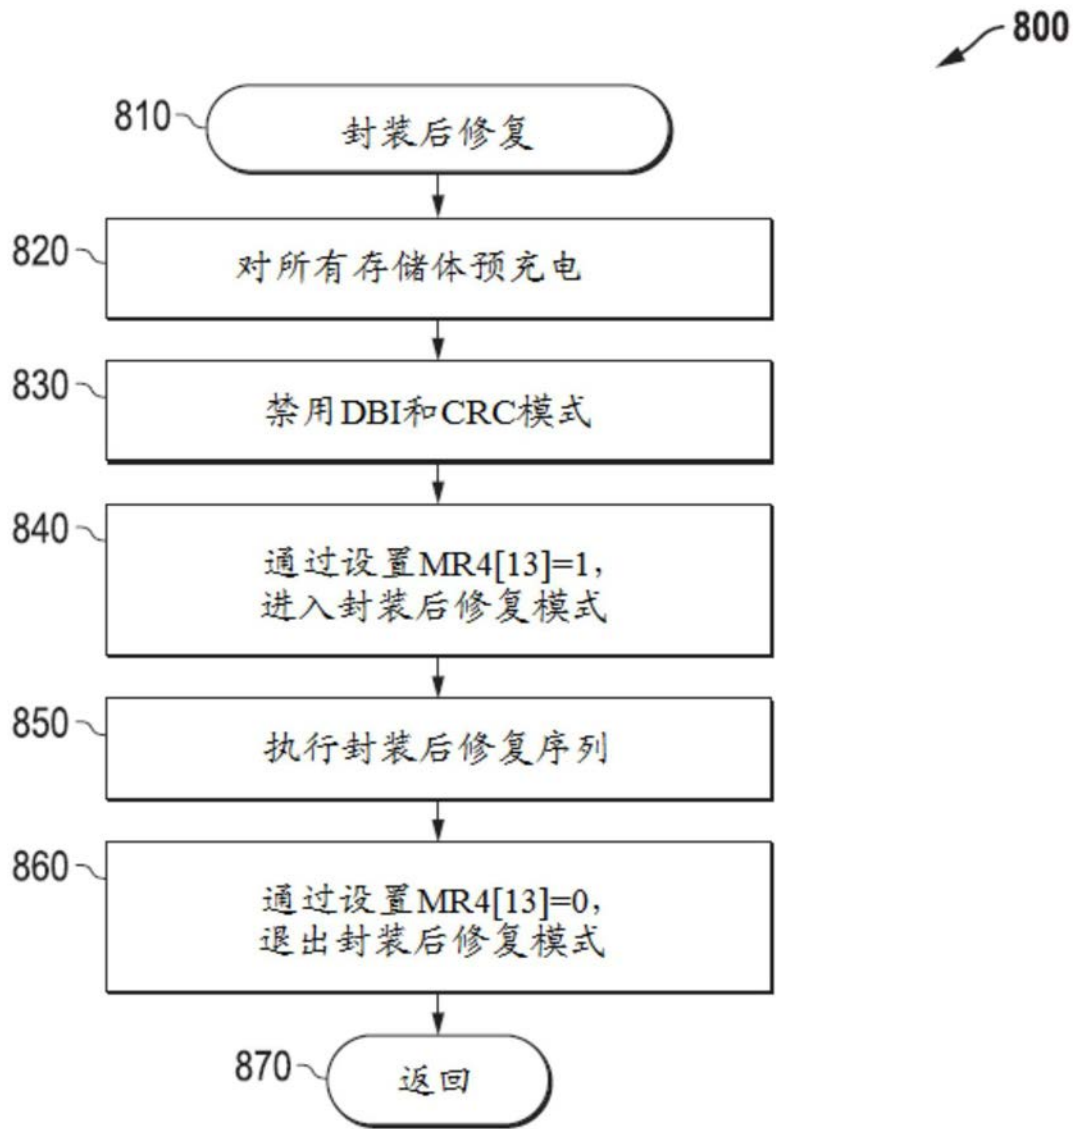 800
810
封装后修复
820
对所有存储体预充电
830
禁用DBI和CRC模式
840
通过设置MR4[13]=1,
进入封装后修复模式
850
执行封装后修复序列
860
通过设置MR4[13]=0,
退出封装后修复模式
870
返回